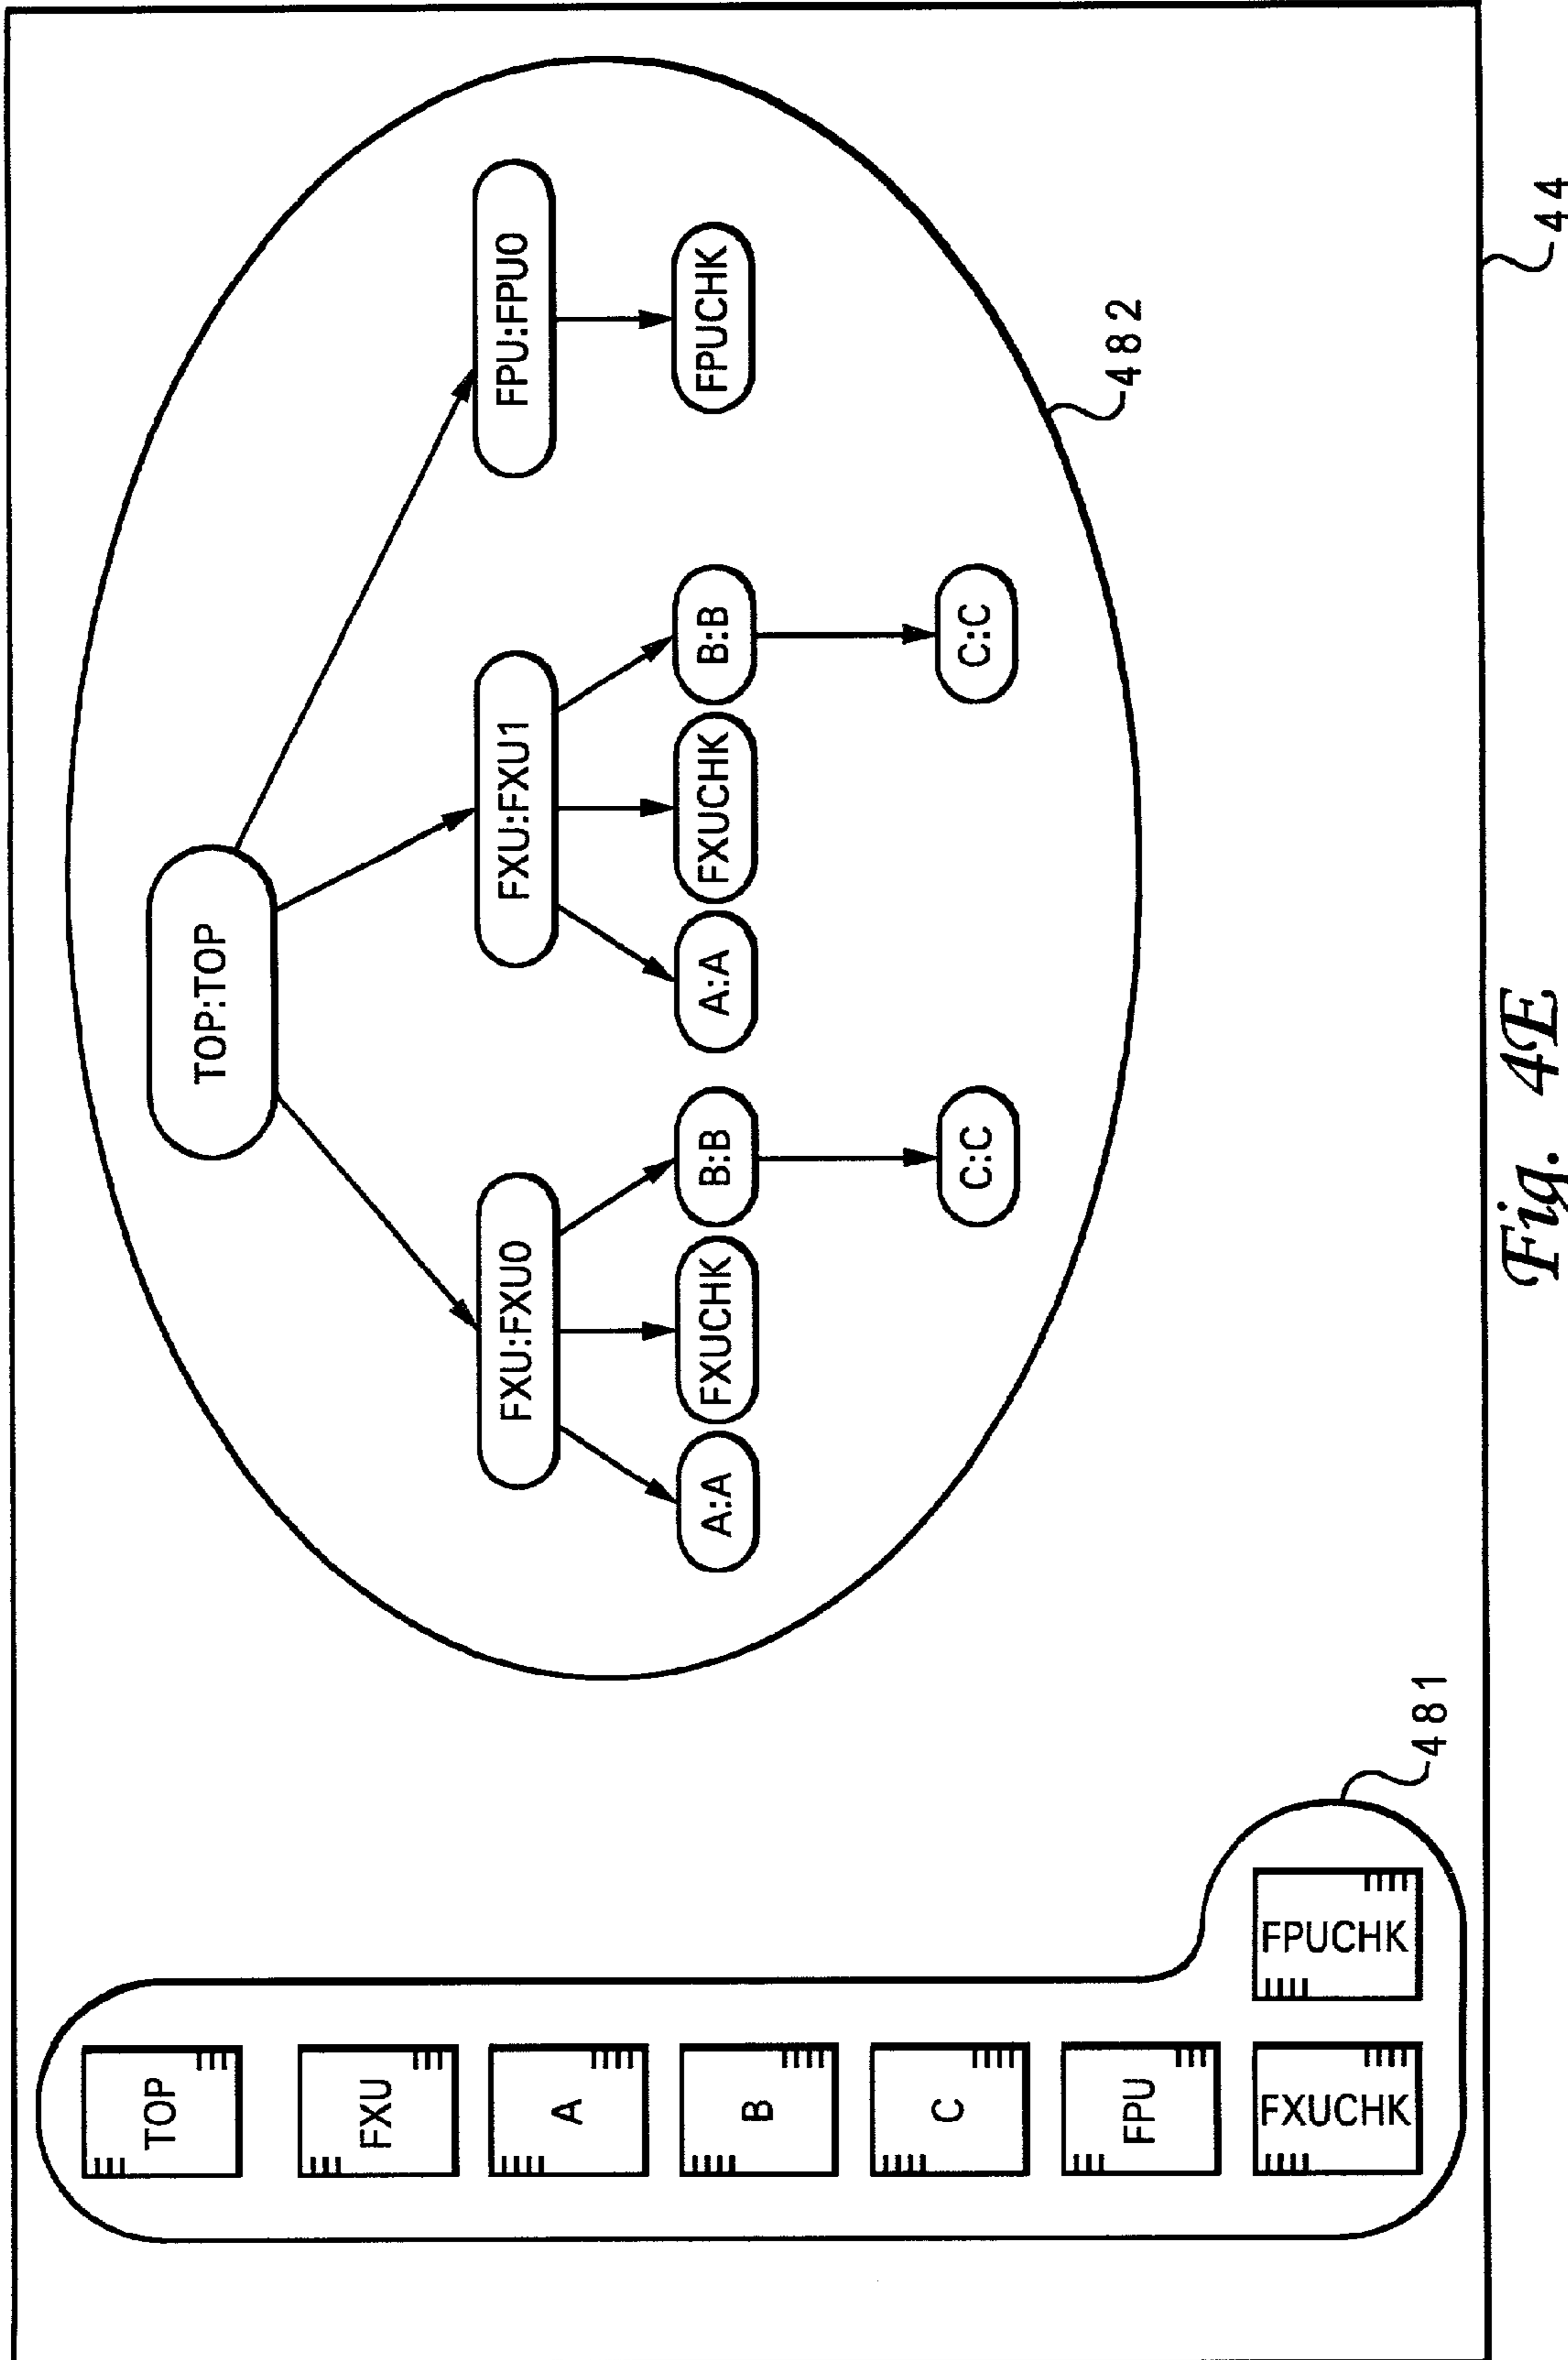 TOP
FXU
A
B
C
FPU
FXUCHK
FPUCHK
481
TOP:TOP
FXU:FXU0
FXU:FXU1
FPU:FPU0
A:A
FXUCHK
B:B
A:A
FXUCHK
B:B
FPUCHK
C:C
C:C
482
44
Fig. 4E